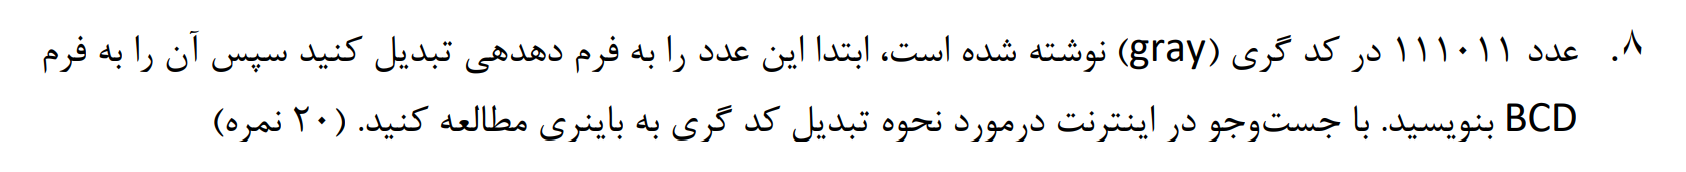 ۸. عدد ۱۱۱۰۱۱ در کد گری (gray) نوشته شده است، ابتدا این عدد را به فرم دهدهی تبدیل کنید سپس آن را به فرم
BCD بنویسید. با جست‌وجو در اینترنت درمورد نحوه تبدیل کد گری به باینری مطالعه کنید. (۲۰ نمره)